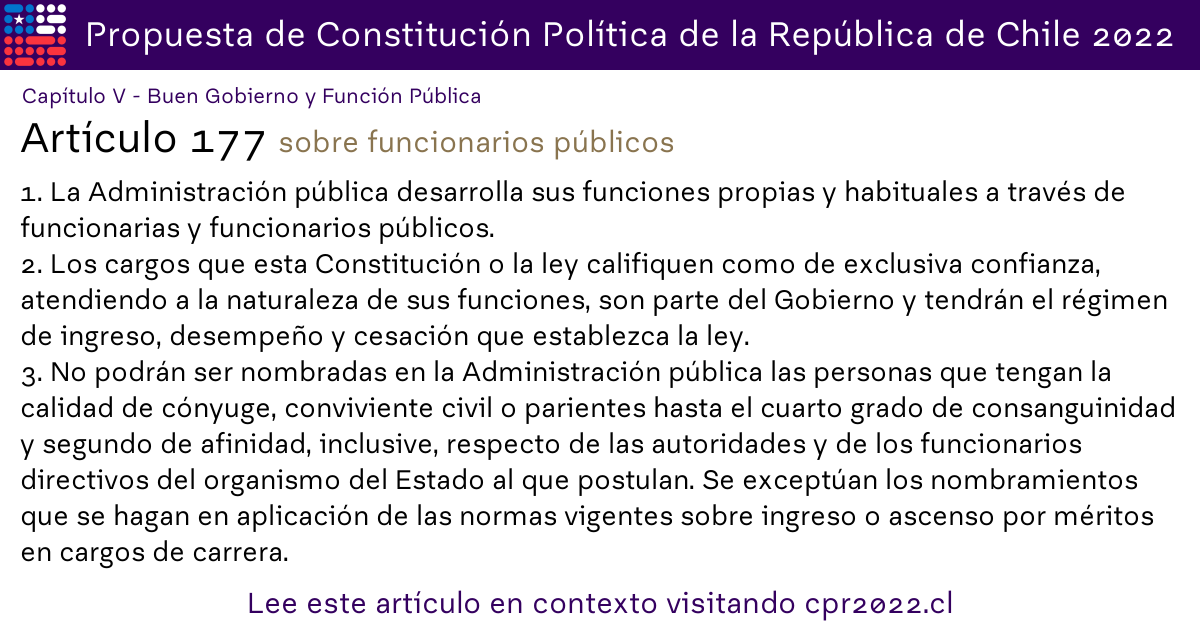 Propuesta de Constitución Política de la República de Chile 2022
Capítulo V - Buen Gobierno y Función Pública
Artículo 177 sobre funcionarios públicos
1. La Administración pública desarrolla sus funciones propias y habituales a través de
funcionarias y funcionarios públicos.
2. Los cargos que esta Constitución o la ley califiquen como de exclusiva confianza,
atendiendo a la naturaleza de sus funciones, son parte del Gobierno y tendrán el régimen
de ingreso, desempeño y cesación que establezca la ley.
3. No podrán ser nombradas en la Administración pública las personas que tengan la
calidad de cónyuge, conviviente civil o parientes hasta el cuarto grado de consanguinidad
y segundo de afinidad, inclusive, respecto de las autoridades y de los funcionarios
directivos del organismo del Estado al que postulan. Se exceptúan los nombramientos
que se hagan en aplicación de las normas vigentes sobre ingreso o ascenso por méritos
en cargos de carrera.
Lee este artículo en contexto visitando cpr2022.cl